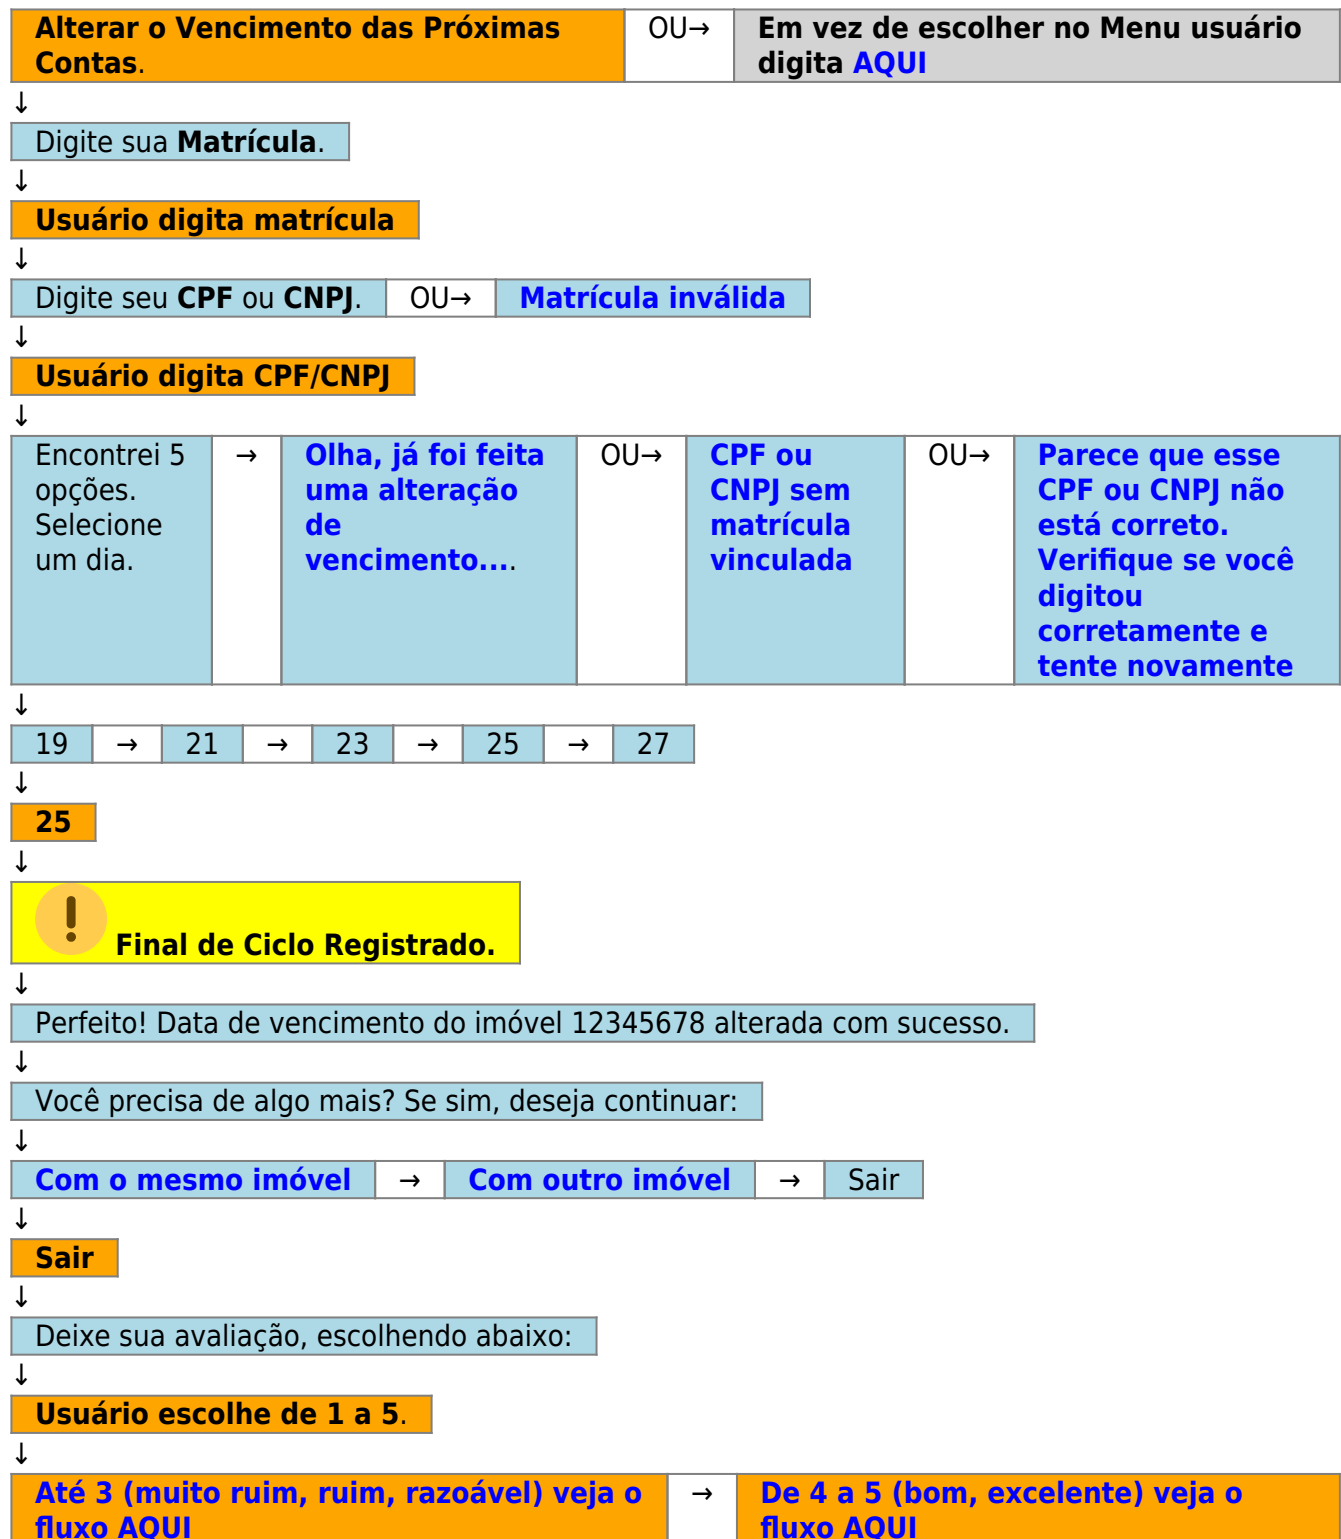 Alterar o Vencimento das Próximas
Contas.
OU→
Em vez de escolher no Menu usuário
digita AQUI
↓
Digite sua Matrícula.
↓
Usuário digita matrícula
↓
Digite seu CPF ou CNPJ. OU→ Matrícula inválida
↓
Usuário digita CPF/CNPJ
↓
Encontrei 5
opções.
Selecione
um dia.
→
Olha, já foi feita
uma alteração
de
vencimento....
OU→
CPF ou
CNPJ sem
matrícula
vinculada
OU→
Parece que esse
CPF ou CNPJ não
está correto.
Verifique se você
digitou
corretamente e
tente novamente
↓
19 → 21 → 23 → 25 → 27
↓
25
↓
Final de Ciclo Registrado.
↓
Perfeito! Data de vencimento do imóvel 12345678 alterada com sucesso.
↓
Você precisa de algo mais? Se sim, deseja continuar:
↓
Com o mesmo imóvel → Com outro imóvel → Sair
↓
Sair
↓
Deixe sua avaliação, escolhendo abaixo:
↓
Usuário escolhe de 1 a 5.
↓
Até 3 (muito ruim, ruim, razoável) veja o
fluxo AQUI
→
De 4 a 5 (bom, excelente) veja o
fluxo AQUI